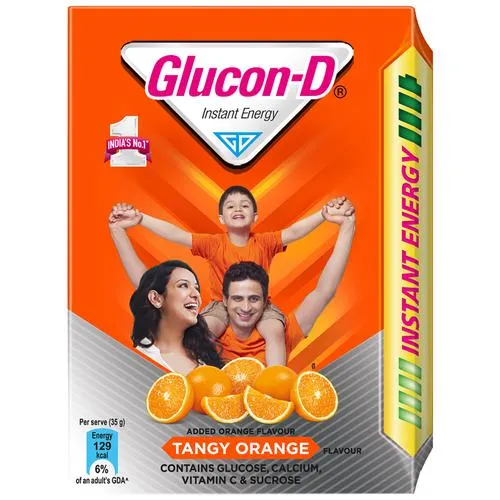 Glucon-D®
Instant Energy
GD
1
INDIA'S No.1*
INSTANT ENERGY
Per serve (35 g)
Energy
129
kcal
6%
of an adult's GDA^
ADDED ORANGE FLAVOUR
TANGY ORANGE FLAVOUR
CONTAINS GLUCOSE, CALCIUM,
VITAMIN C & SUCROSE